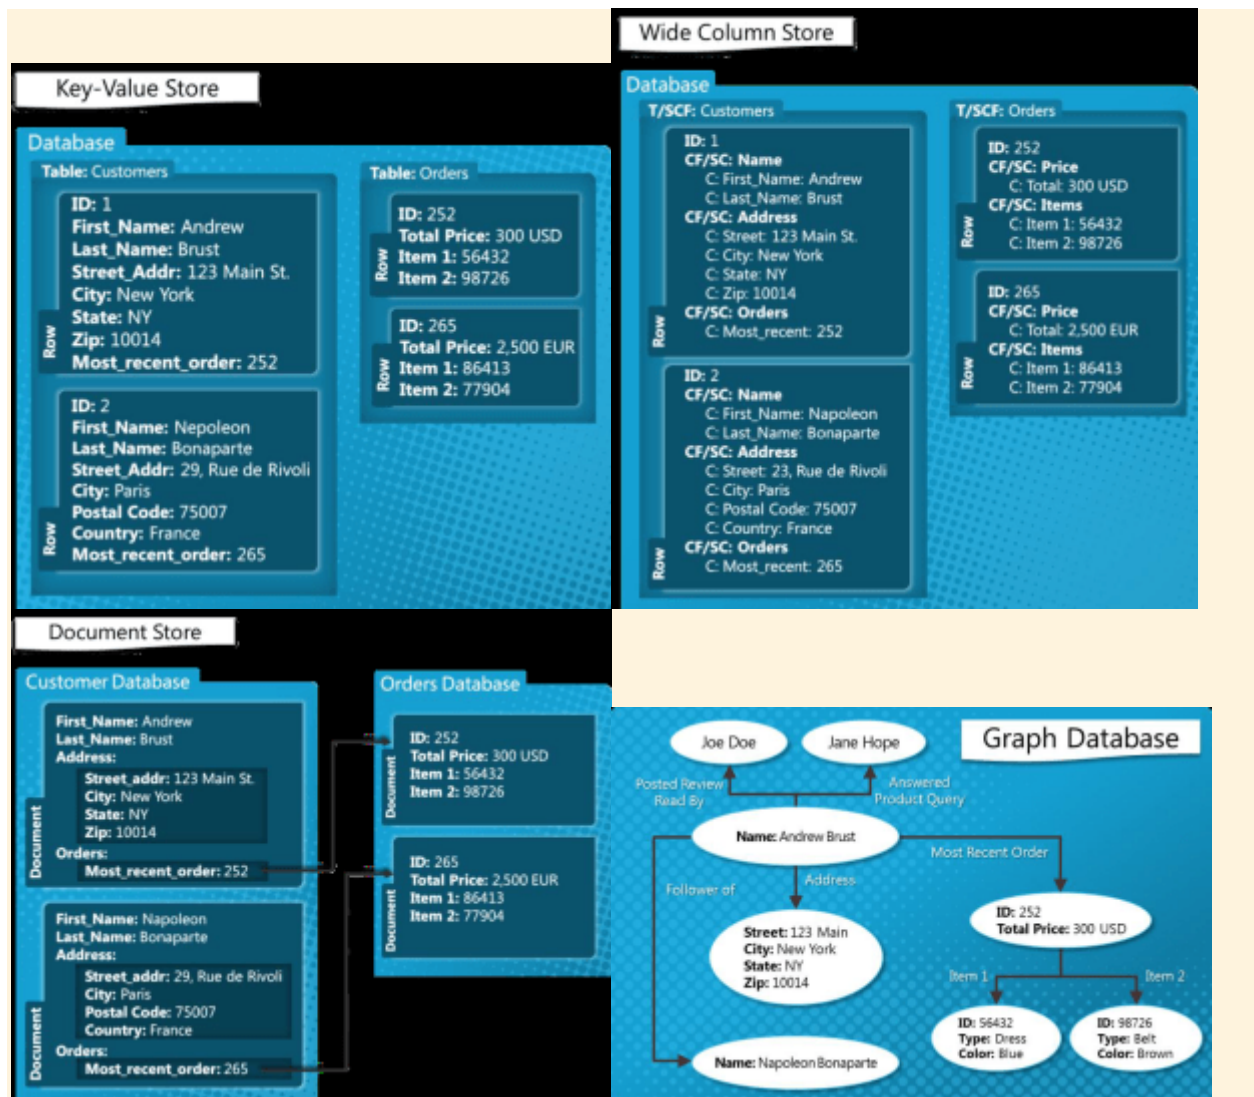 Key-Value Store
Database
Table: Customers
Row
ID: 1
First_Name: Andrew
Last_Name: Brust
Street_Addr: 123 Main St.
City: New York
State: NY
Zip: 10014
Most_recent_order: 252
Row
ID: 2
First_Name: Nepoleon
Last_Name: Bonaparte
Street_Addr: 29, Rue de Rivoli
City: Paris
Postal Code: 75007
Country: France
Most_recent_order: 265
Table: Orders
Row
ID: 252
Total Price: 300 USD
Item 1: 56432
Item 2: 98726
Row
ID: 265
Total Price: 2,500 EUR
Item 1: 86413
Item 2: 77904
Wide Column Store
Database
T/SCF: Customers
Row
ID: 1
CF/SC: Name
C: First_Name: Andrew
C: Last_Name: Brust
CF/SC: Address
C: Street: 123 Main St.
C: City: New York
C: State: NY
C: Zip: 10014
CF/SC: Orders
C: Most_recent: 252
Row
ID: 2
CF/SC: Name
C: First_Name: Napoleon
C: Last_Name: Bonaparte
CF/SC: Address
C: Street: 23, Rue de Rivoli
C: City: Paris
C: Postal Code: 75007
C: Country: France
CF/SC: Orders
C: Most_recent: 265
T/SCF: Orders
Row
ID: 252
CF/SC: Price
C: Total: 300 USD
CF/SC: Items
C: Item 1: 56432
C: Item 2: 98726
Row
ID: 265
CF/SC: Price
C: Total: 2,500 EUR
CF/SC: Items
C: Item 1: 86413
C: Item 2: 77904
Document Store
Customer Database
Document
First_Name: Andrew
Last_Name: Brust
Address:
Street_addr: 123 Main St.
City: New York
State: NY
Zip: 10014
Orders:
Most_recent_order: 252
Document
First_Name: Napoleon
Last_Name: Bonaparte
Address:
Street_addr: 29, Rue de Rivoli
City: Paris
Postal Code: 75007
Country: France
Orders:
Most_recent_order: 265
Orders Database
Document
ID: 252
Total Price: 300 USD
Item 1: 56432
Item 2: 98726
Document
ID: 265
Total Price: 2,500 EUR
Item 1: 86413
Item 2: 77904
Graph Database
Joe Doe
Jane Hope
Posted Review
Read By
Answered
Product Query
Name: Andrew Brust
Most Recent Order
Follower of
Address
Street: 123 Main
City: New York
State: NY
Zip: 10014
ID: 252
Total Price: 300 USD
Item 1
Item 2
ID: 56432
Type: Dress
Color: Blue
ID: 98726
Type: Belt
Color: Brown
Name: Napoleon Bonaparte